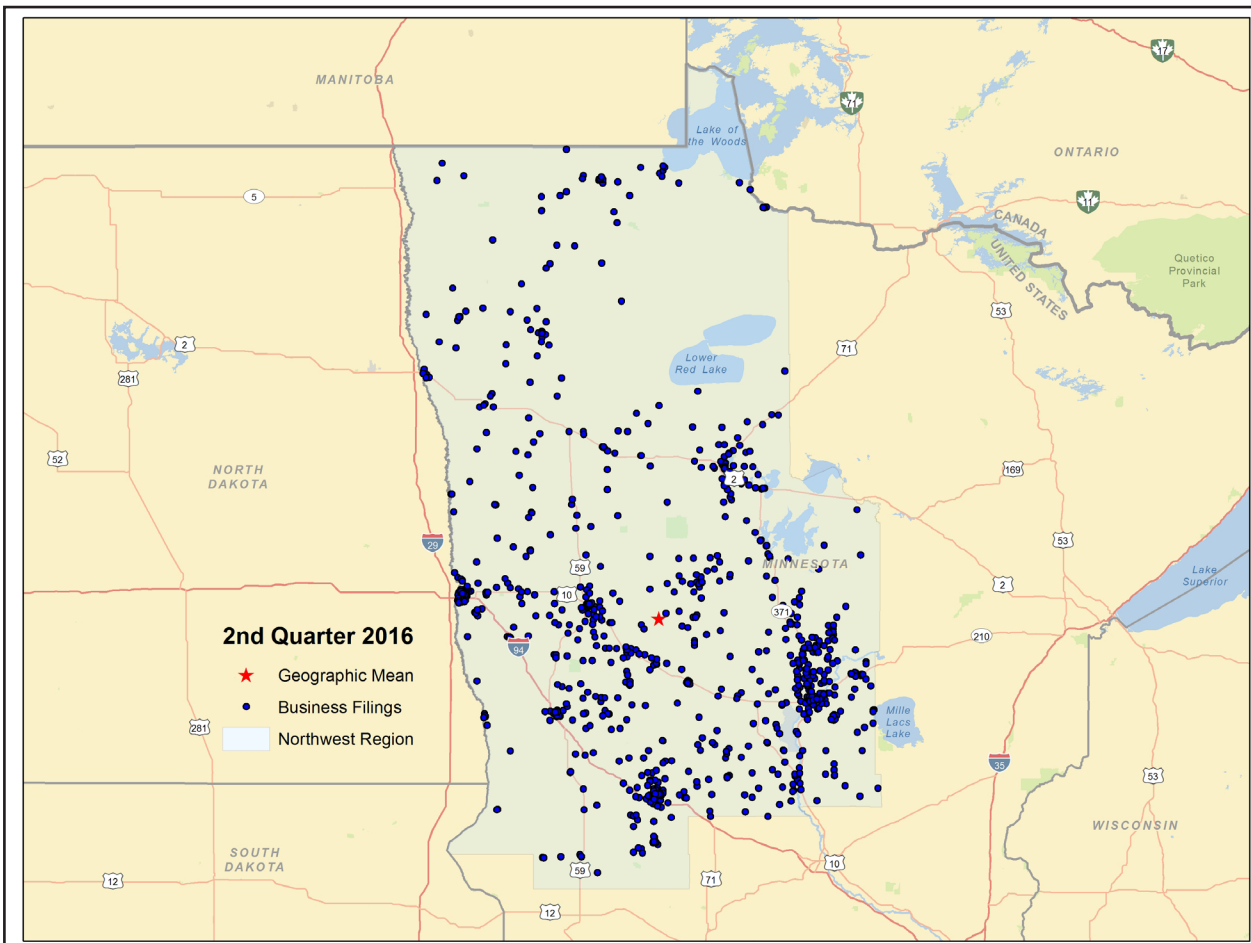 MANITOBA
17
71
Lake of
the Woods
ONTARIO
5
11
CANADA
UNITED STATES
Quetico
Provincial
Park
53
2
71
281
Lower
Red Lake
52
NORTH
DAKOTA
169
2
29
53
59
MINNESOTA
Lake
Superior
2
10
371
210
2nd Quarter 2016
94
Geographic Mean
Business Filings
Mille
Lacs
Lake
281
Northwest Region
35
53
WISCONSIN
SOUTH
DAKOTA
10
59
12
71
12